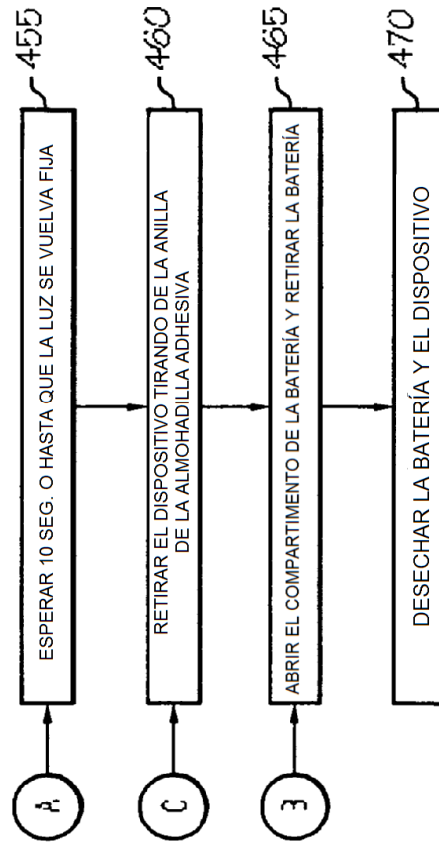 A
ESPERAR 10 SEG. O HASTA QUE LA LUZ SE VUELVA FIJA
455
C
RETIRAR EL DISPOSITIVO TIRANDO DE LA ANILLA
DE LA ALMOHADILLA ADHESIVA
460
B
ABRIR EL COMPARTIMENTO DE LA BATERÍA Y RETIRAR LA BATERÍA
465
DESECHAR LA BATERÍA Y EL DISPOSITIVO
470